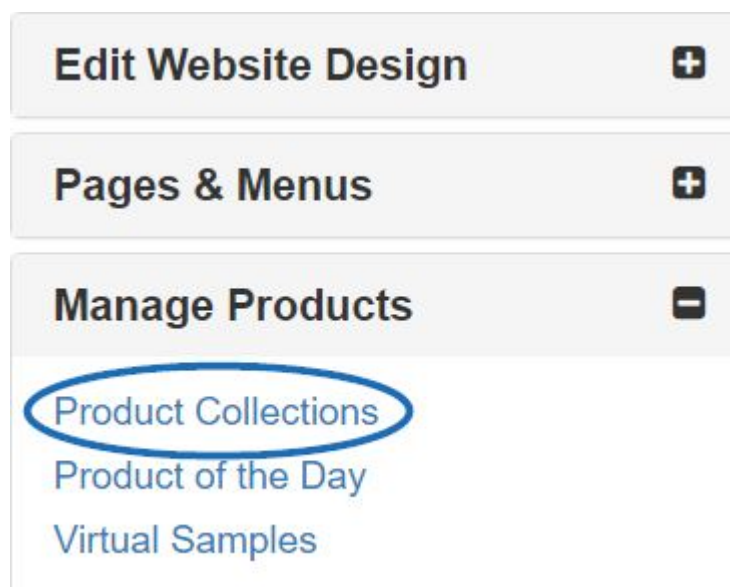 Edit Website Design
Pages & Menus
Manage Products
Product Collections
Product of the Day
Virtual Samples